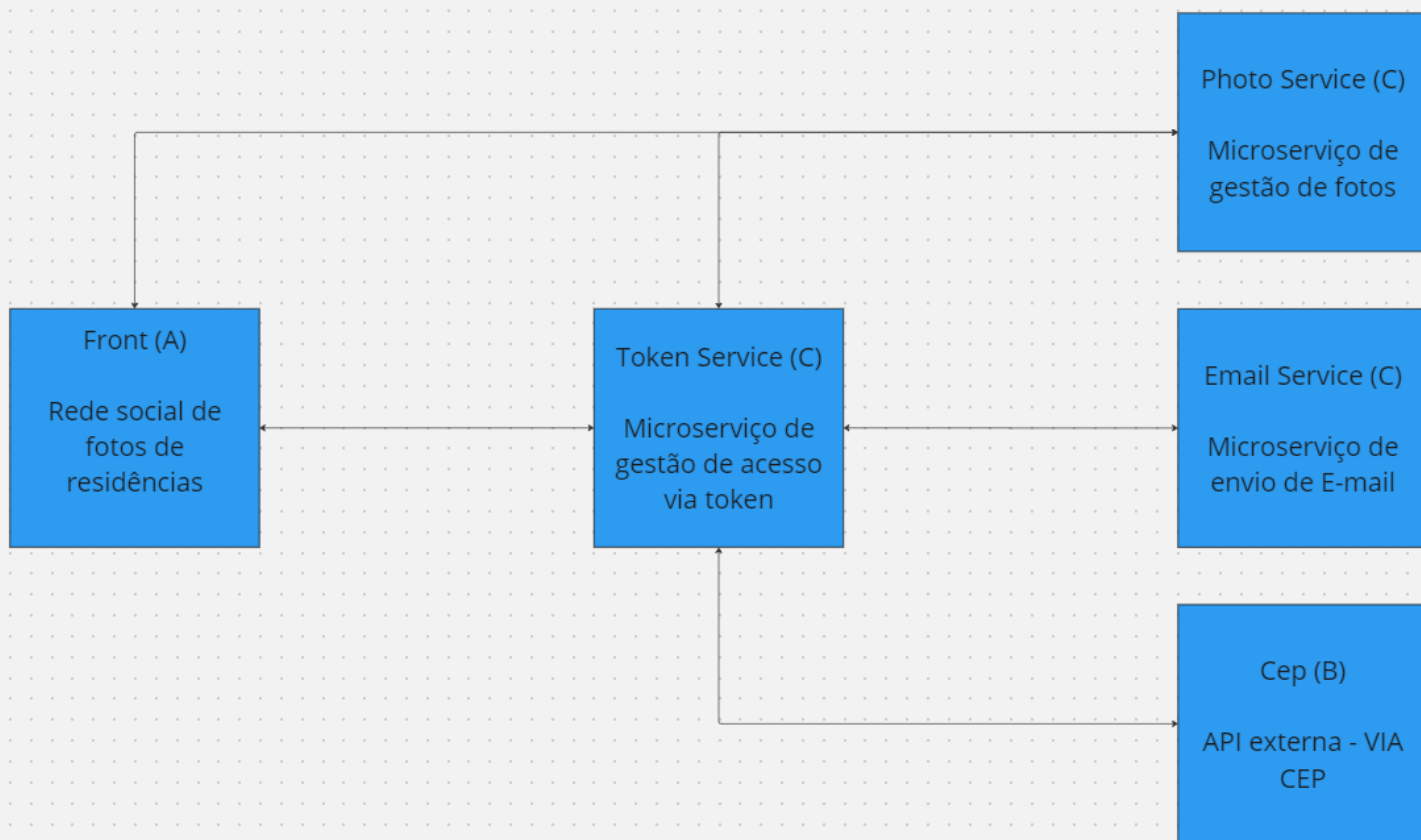 Photo Service (C)
Microserviço de
gestão de fotos
Front (A)
Rede social de
fotos de
residências
Token Service (C)
Microserviço de
gestão de acesso
via token
Email Service (C)
Microserviço de
envio de E-mail
Cep (B)
API externa - VIA
CEP